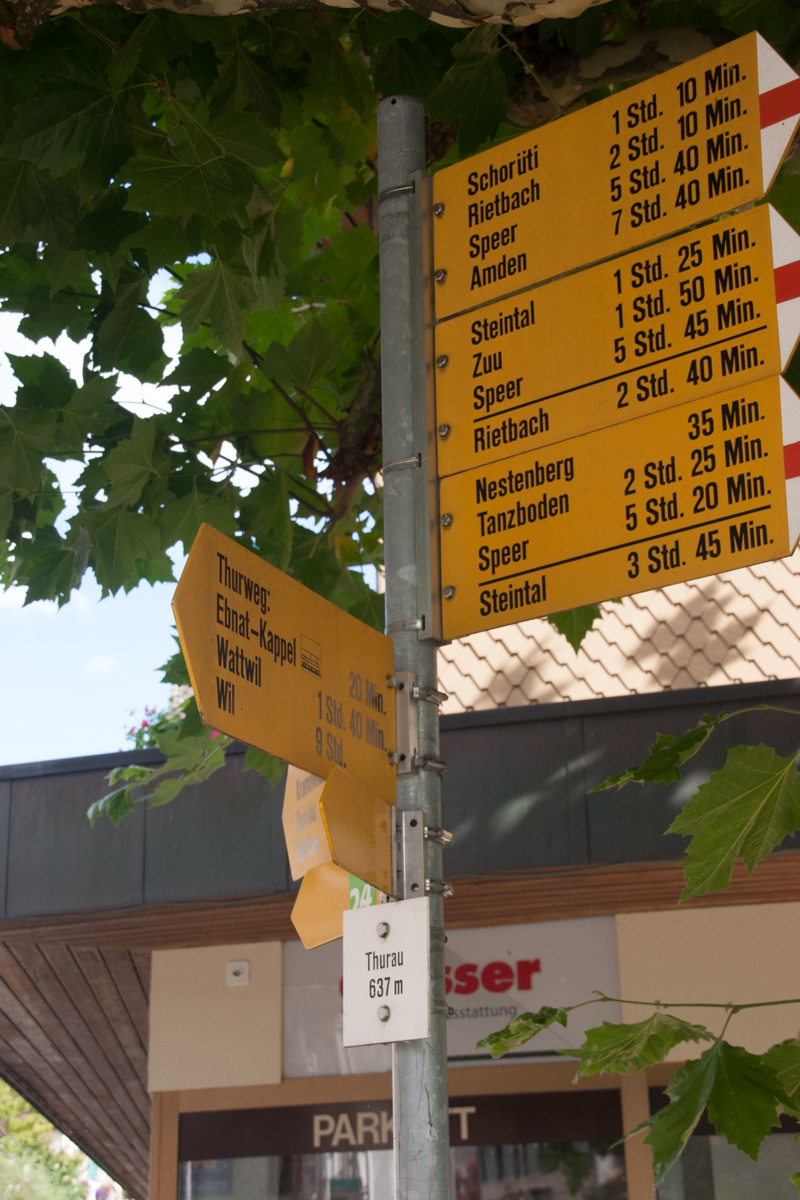 Schorüti 1 Std. 10 Min.
Rietbach 2 Std. 10 Min.
Speer 5 Std. 40 Min.
Amden 7 Std. 40 Min.
Steintal 1 Std. 25 Min.
Zuu 1 Std. 50 Min.
Speer 5 Std. 45 Min.
Rietbach 2 Std. 40 Min.
Nestenberg 35 Min.
Tanzboden 2 Std. 25 Min.
Speer 5 Std. 20 Min.
Steintal 3 Std. 45 Min.
Thurweg:
Ebnat-Kappel 20 Min.
Wattwil 1 Std. 40 Min.
Wil 9 Std.
24
Thurau
637 m